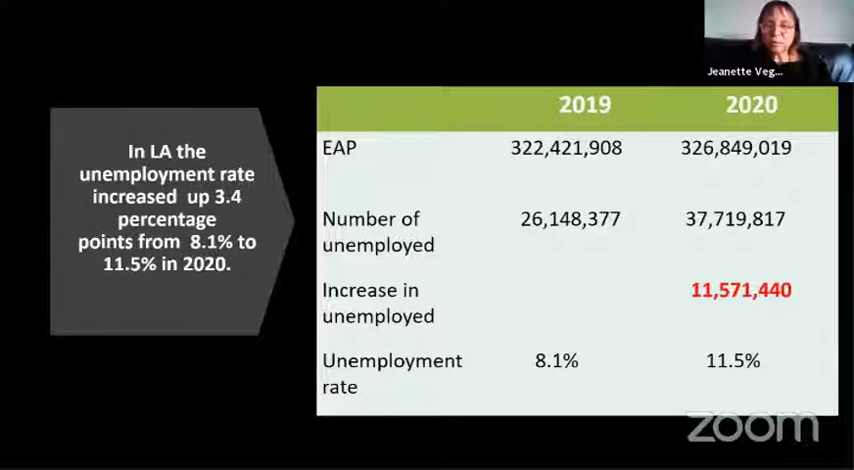 Jeanette Veg...
In LA the
unemployment rate
increased up 3.4
percentage
points from 8.1% to
11.5% in 2020.
2019 2020
EAP 322,421,908 326,849,019
Number of
unemployed 26,148,377 37,719,817
Increase in
unemployed 11,571,440
Unemployment
rate 8.1% 11.5%
zoom